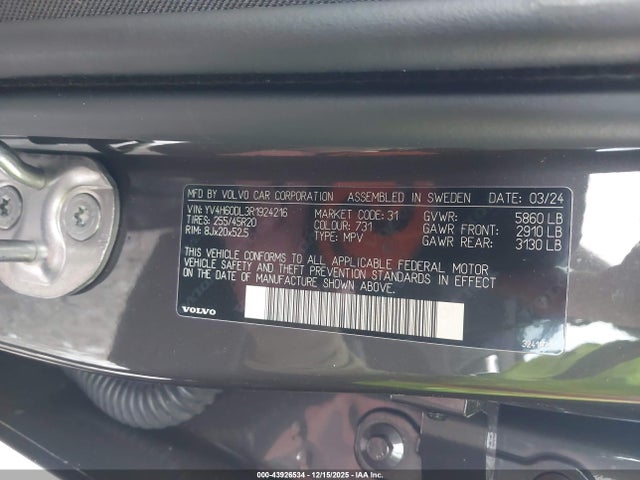 MFD BY VOLVO CAR CORPORATION ASSEMBLED IN SWEDEN DATE: 03/24
VIN: YV4H60DL3R1924216 MARKET CODE: 31 GVWR: 5860 LB
TIRES: 255/45R20 COLOUR: 731 GAWR FRONT: 2910 LB
RIM: 8Jx20x52.5 TYPE: MPV GAWR REAR: 3130 LB
THIS VEHICLE CONFORMS TO ALL APPLICABLE FEDERAL MOTOR
VEHICLE SAFETY AND THEFT PREVENTION STANDARDS IN EFFECT
ON THE DATE OF MANUFACTURE SHOWN ABOVE.
VOLVO
000-43926534 - 12/15/2025 - IAAI.com